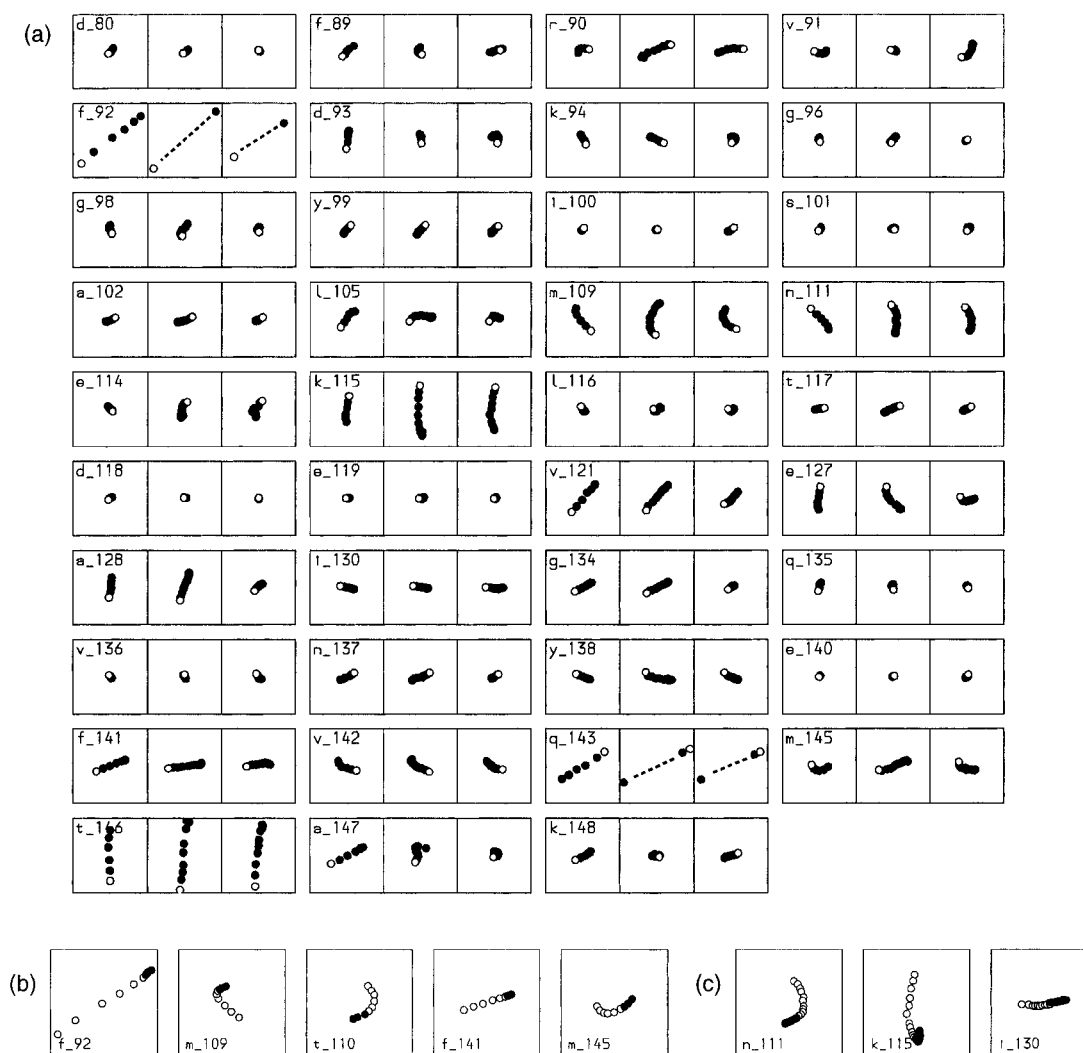 (a)
d_80 f_89 r_90 v_91
f_92 d_93 k_94 g_96
g_98 y_99 i_100 s_101
a_102 l_105 m_109 n_111
e_114 k_115 l_116 t_117
d_118 e_119 v_121 e_127
a_128 i_130 g_134 q_135
v_136 n_137 y_138 e_140
f_141 v_142 q_143 m_145
t_146 a_147 k_148
(b) (c)
f_92 m_109 t_110 f_141 m_145 n_111 k_115 i_130